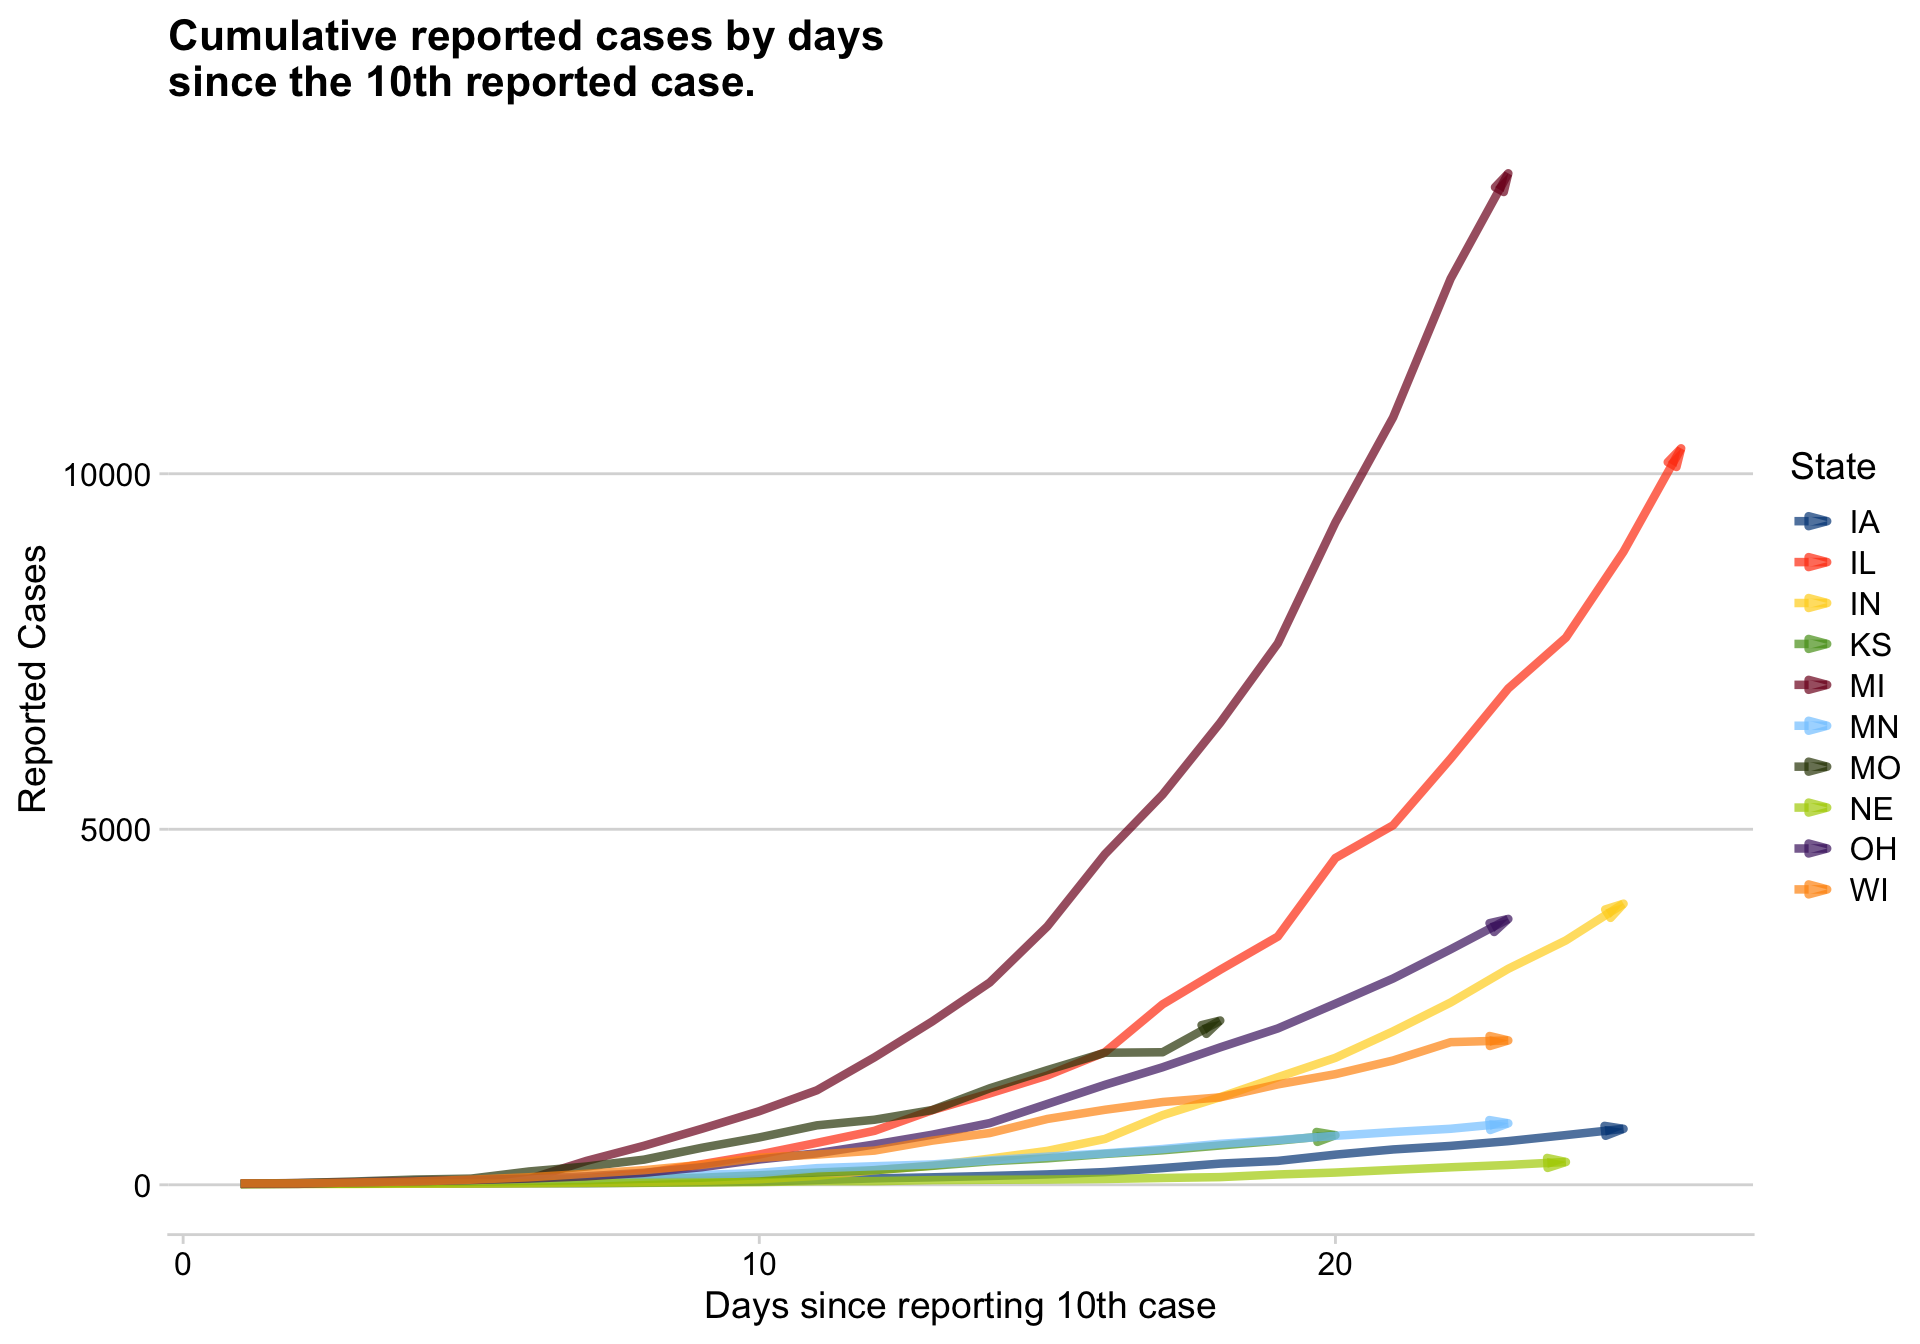 Cumulative reported cases by days
since the 10th reported case.
10000
5000
0
Reported Cases
0
10
20
Days since reporting 10th case
State
IA
IL
IN
KS
MI
MN
MO
NE
OH
WI